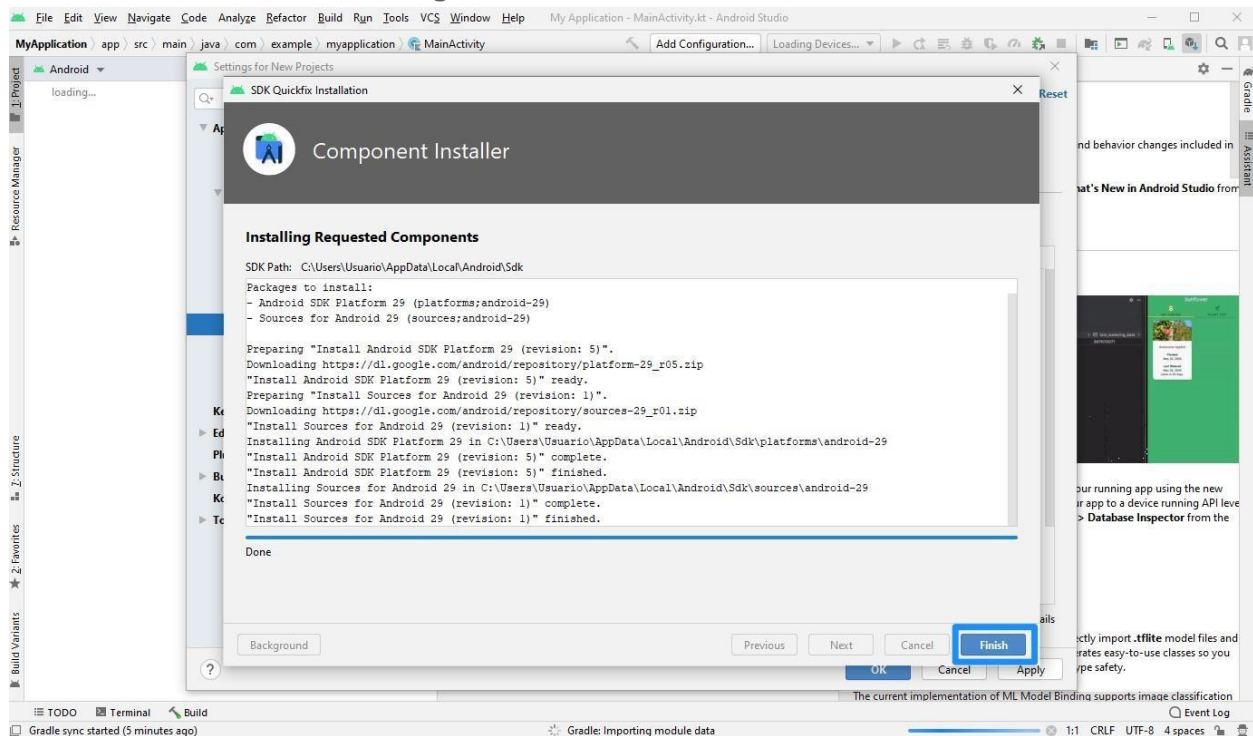 File Edit View Navigate Code Analyze Refactor Build Run Tools VCS Window Help My Application - MainActivity.kt - Android Studio
MyApplication app src main java com example myapplication MainActivity Add Configuration... Loading Devices...
1: Project
Resource Manager
7: Structure
2: Favorites
Build Variants
Android
loading...
Settings for New Projects
Reset
SDK Quickfix Installation
Component Installer
Installing Requested Components
SDK Path: C:\Users\Usuario\AppData\Local\Android\Sdk
Packages to install:
- Android SDK Platform 29 (platforms;android-29)
- Sources for Android 29 (sources;android-29)
Preparing "Install Android SDK Platform 29 (revision: 5)".
Downloading https://dl.google.com/android/repository/platform-29_r05.zip
"Install Android SDK Platform 29 (revision: 5)" ready.
Preparing "Install Sources for Android 29 (revision: 1)".
Downloading https://dl.google.com/android/repository/sources-29_r01.zip
"Install Sources for Android 29 (revision: 1)" ready.
Installing Android SDK Platform 29 in C:\Users\Usuario\AppData\Local\Android\Sdk\platforms\android-29
"Install Android SDK Platform 29 (revision: 5)" complete.
"Install Android SDK Platform 29 (revision: 5)" finished.
Installing Sources for Android 29 in C:\Users\Usuario\AppData\Local\Android\Sdk\sources\android-29
"Install Sources for Android 29 (revision: 1)" complete.
"Install Sources for Android 29 (revision: 1)" finished.
Done
Background Previous Next Cancel Finish
? OK Cancel Apply
Ap
Ke
Ed
Plu
Bu
Ko
To
ails
nd behavior changes included in
hat's New in Android Studio from
Sunflower
our running app using the new
ur app to a device running API leve
> Database Inspector from the
ectly import .tflite model files and
erates easy-to-use classes so you
ype safety.
The current implementation of ML Model Binding supports image classification
Gradle
Assistant
TODO Terminal Build Event Log
Gradle sync started (5 minutes ago) Gradle: Importing module data 1:1 CRLF UTF-8 4 spaces